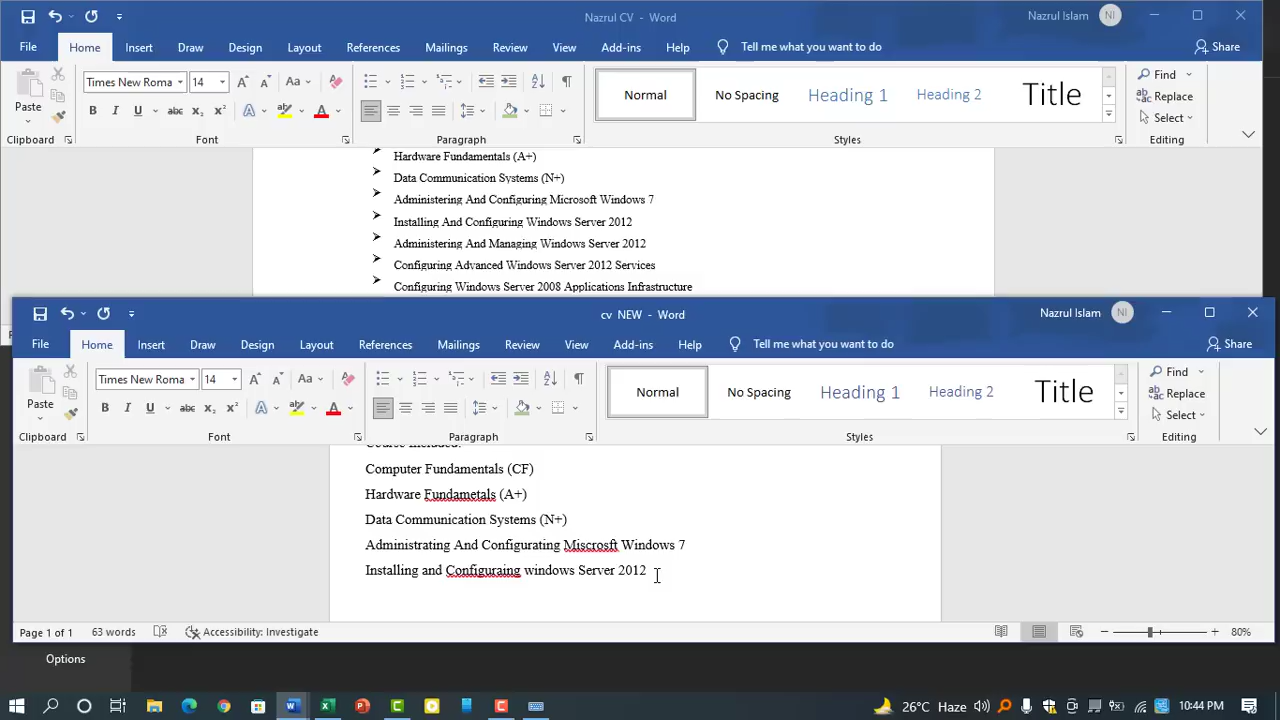 Nazrul CV - Word
Nazrul Islam NI
File Home Insert Draw Design Layout References Mailings Review View Add-ins Help Tell me what you want to do Share
Paste Times New Roma 14 Aa Normal No Spacing Heading 1 Heading 2 Title Find Replace Select
Clipboard Font Paragraph Styles Editing
Hardware Fundamentals (A+)
Data Communication Systems (N+)
Administering And Configuring Microsoft Windows 7
Installing And Configuring Windows Server 2012
Administering And Managing Windows Server 2012
Configuring Advanced Windows Server 2012 Services
Configuring Windows Server 2008 Applications Infrastructure
cv NEW - Word
Nazrul Islam NI
File Home Insert Draw Design Layout References Mailings Review View Add-ins Help Tell me what you want to do Share
Paste Times New Roma 14 Aa Normal No Spacing Heading 1 Heading 2 Title Find Replace Select
Clipboard Font Paragraph Styles Editing
Course Included:
Computer Fundamentals (CF)
Hardware Fundametals (A+)
Data Communication Systems (N+)
Administrating And Configurating Miscrosft Windows 7
Installing and Configuraing windows Server 2012
Page 1 of 1 63 words Accessibility: Investigate 80%
Options
26°C Haze 10:44 PM